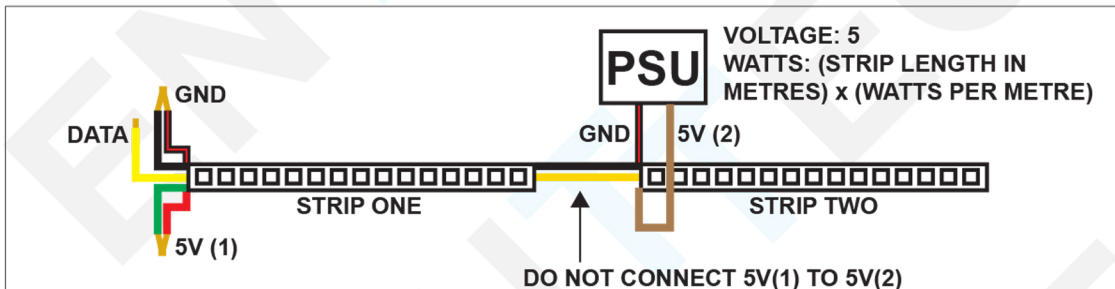 VOLTAGE: 5
WATTS: (STRIP LENGTH IN
METRES) x (WATTS PER METRE)
PSU
GND
DATA
GND
5V (2)
STRIP ONE
STRIP TWO
5V (1)
DO NOT CONNECT 5V(1) TO 5V(2)